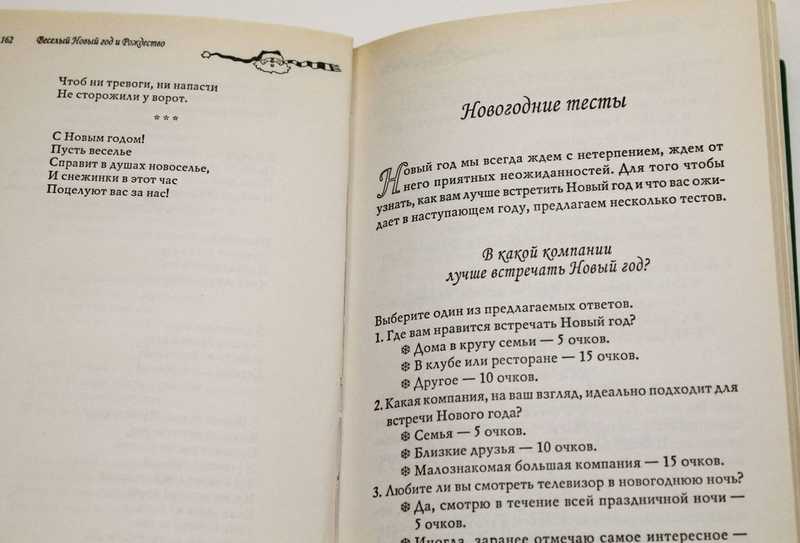 162 Веселый Новый год и Рождество
Чтоб ни тревоги, ни напасти
Не сторожили у ворот.
* * *
С Новым годом!
Пусть веселье
Справит в душах новоселье,
И снежинки в этот час
Поцелуют вас за нас!
Новогодние тесты
Новый год мы всегда ждем с нетерпением, ждем от
него приятных неожиданностей. Для того чтобы
узнать, как вам лучше встретить Новый год и что вас ожи-
дает в наступающем году, предлагаем несколько тестов.
В какой компании
лучше встречать Новый год?
Выберите один из предлагаемых ответов.
1. Где вам нравится встречать Новый год?
❄ Дома в кругу семьи — 5 очков.
❄ В клубе или ресторане — 15 очков.
❄ Другое — 10 очков.
2. Какая компания, на ваш взгляд, идеально подходит для
встречи Нового года?
❄ Семья — 5 очков.
❄ Близкие друзья — 10 очков.
❄ Малознакомая большая компания — 15 очков.
3. Любите ли вы смотреть телевизор в новогоднюю ночь?
❄ Да, смотрю в течение всей праздничной ночи —
5 очков.
❄ Иногда, заранее отмечаю самое интересное —